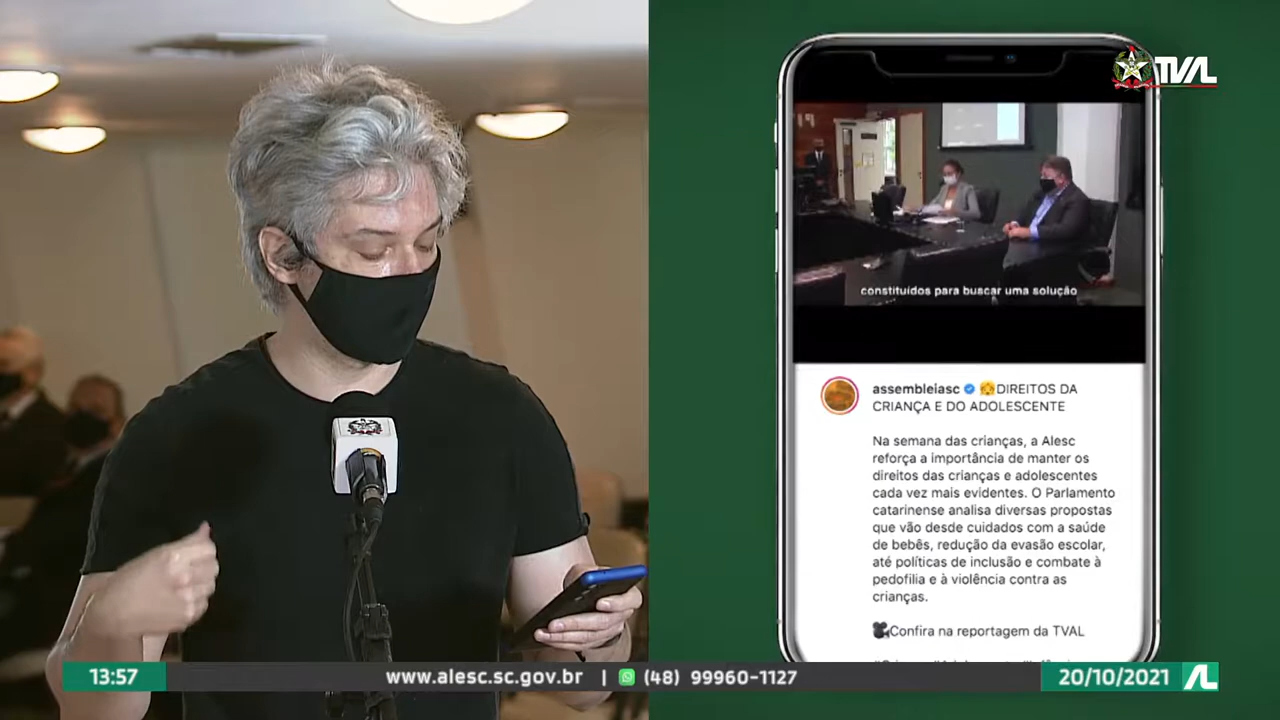 TVAL
constituídos para buscar uma solução
assembleiasc DIREITOS DA
CRIANÇA E DO ADOLESCENTE
Na semana das crianças, a Alesc
reforça a importância de manter os
direitos das crianças e adolescentes
cada vez mais evidentes. O Parlamento
catarinense analisa diversas propostas
que vão desde cuidados com a saúde
de bebês, redução da evasão escolar,
até políticas de inclusão e combate à
pedofilia e à violência contra as
crianças.
Confira na reportagem da TVAL
13:57
www.alesc.sc.gov.br | (48) 99960-1127
20/10/2021 AL